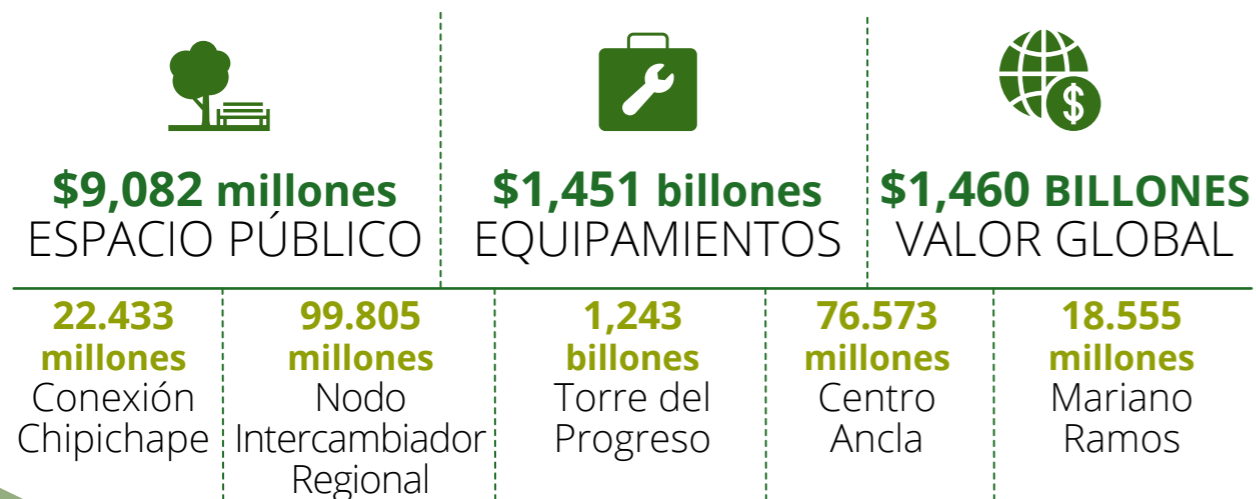 $9,082 millones
ESPACIO PÚBLICO
$1,451 billones
EQUIPAMIENTOS
$1,460 BILLONES
VALOR GLOBAL
22.433
millones
Conexión
Chipichape
99.805
millones
Nodo
Intercambiador
Regional
1,243
billones
Torre del
Progreso
76.573
millones
Centro
Ancla
18.555
millones
Mariano
Ramos